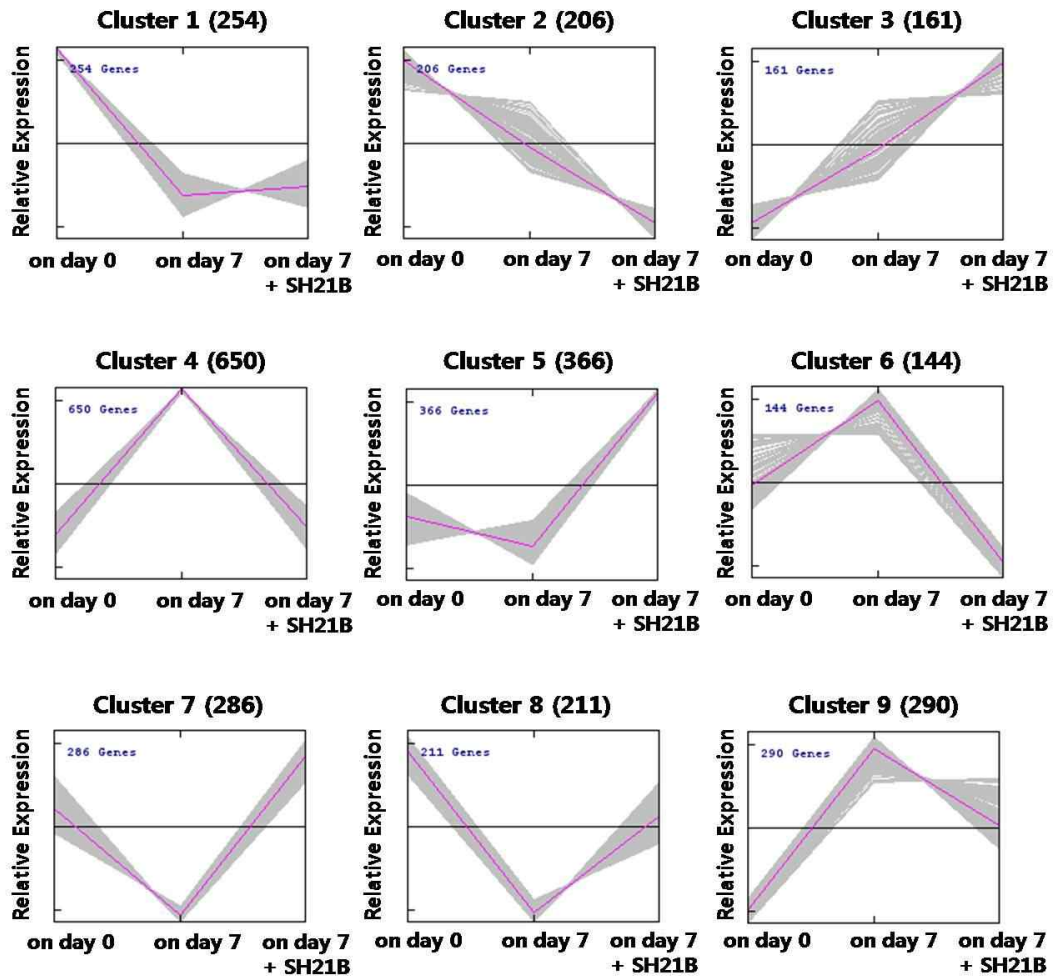 Cluster 1 (254)
Relative Expression
254 Genes
on day 0
on day 7
on day 7
+ SH21B
Cluster 2 (206)
Relative Expression
206 Genes
on day 0
on day 7
on day 7
+ SH21B
Cluster 3 (161)
Relative Expression
161 Genes
on day 0
on day 7
on day 7
+ SH21B
Cluster 4 (650)
Relative Expression
650 Genes
on day 0
on day 7
on day 7
+ SH21B
Cluster 5 (366)
Relative Expression
366 Genes
on day 0
on day 7
on day 7
+ SH21B
Cluster 6 (144)
Relative Expression
144 Genes
on day 0
on day 7
on day 7
+ SH21B
Cluster 7 (286)
Relative Expression
286 Genes
on day 0
on day 7
on day 7
+ SH21B
Cluster 8 (211)
Relative Expression
211 Genes
on day 0
on day 7
on day 7
+ SH21B
Cluster 9 (290)
Relative Expression
290 Genes
on day 0
on day 7
on day 7
+ SH21B